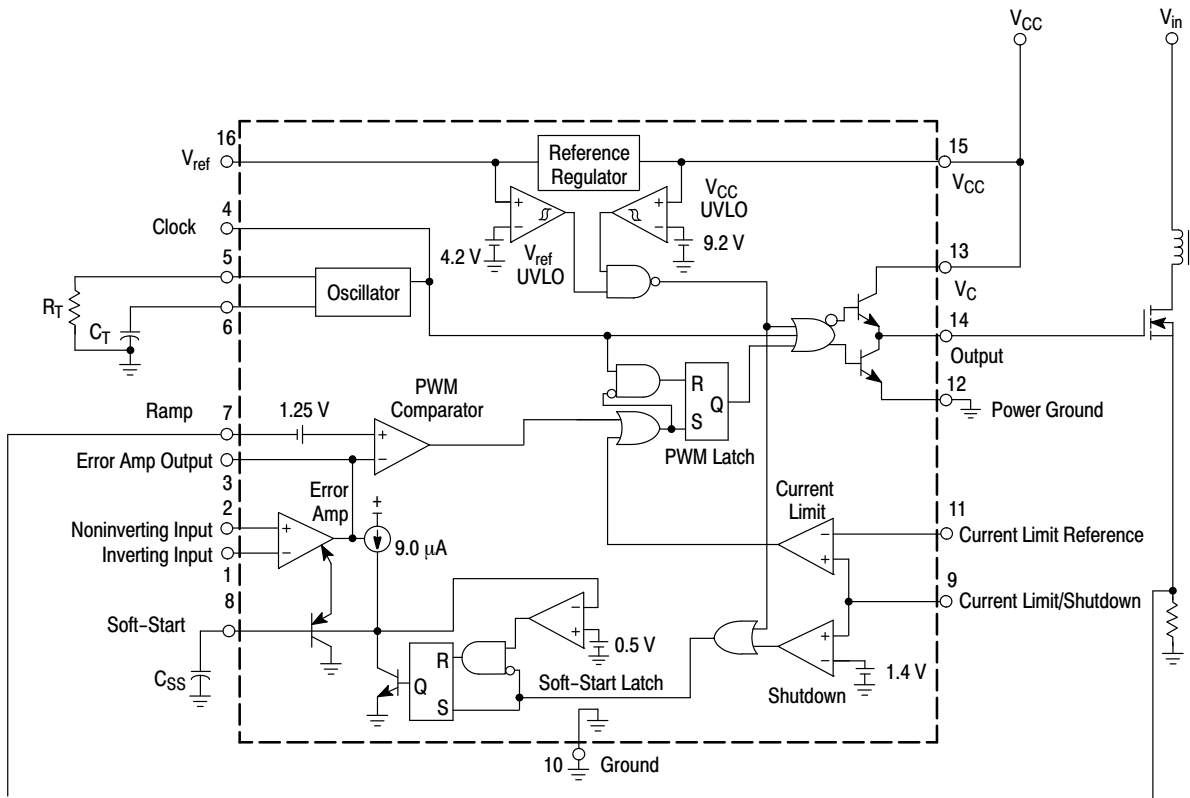 VCC
Vin
16
Vref
Reference
Regulator
15
VCC
4
Clock
VCC
UVLO
4.2 V
Vref
UVLO
9.2 V
13
VC
5
Oscillator
RT
CT
6
14
Output
12
Power Ground
PWM
Comparator
R
Q
S
PWM Latch
Ramp
7
1.25 V
Error Amp Output
3
Error
Amp
+
9.0 µA
2
Noninverting Input
Inverting Input
1
Current
Limit
11
Current Limit Reference
9
Current Limit/Shutdown
8
Soft-Start
CSS
0.5 V
R
Q
S
Soft-Start Latch
1.4 V
Shutdown
10
Ground
+
−
+
−
+
−
+
−
−
+
+
−
−
+